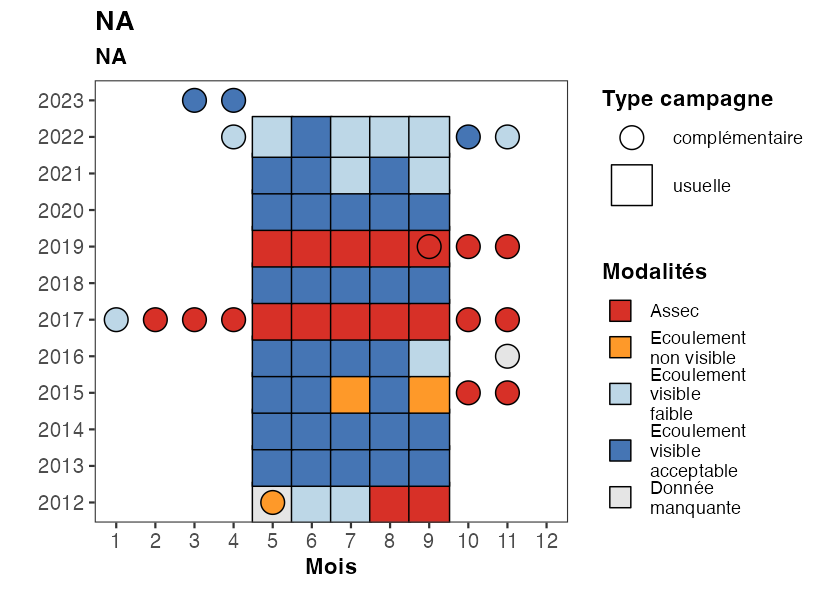 NA
NA
2023
2022
2021
2020
2019
2018
2017
2016
2015
2014
2013
2012
1 2 3 4 5 6 7 8 9 10 11 12
Mois
Type campagne
complémentaire
usuelle
Modalités
Assec
Ecoulement
non visible
Ecoulement
visible
faible
Ecoulement
visible
acceptable
Donnée
manquante